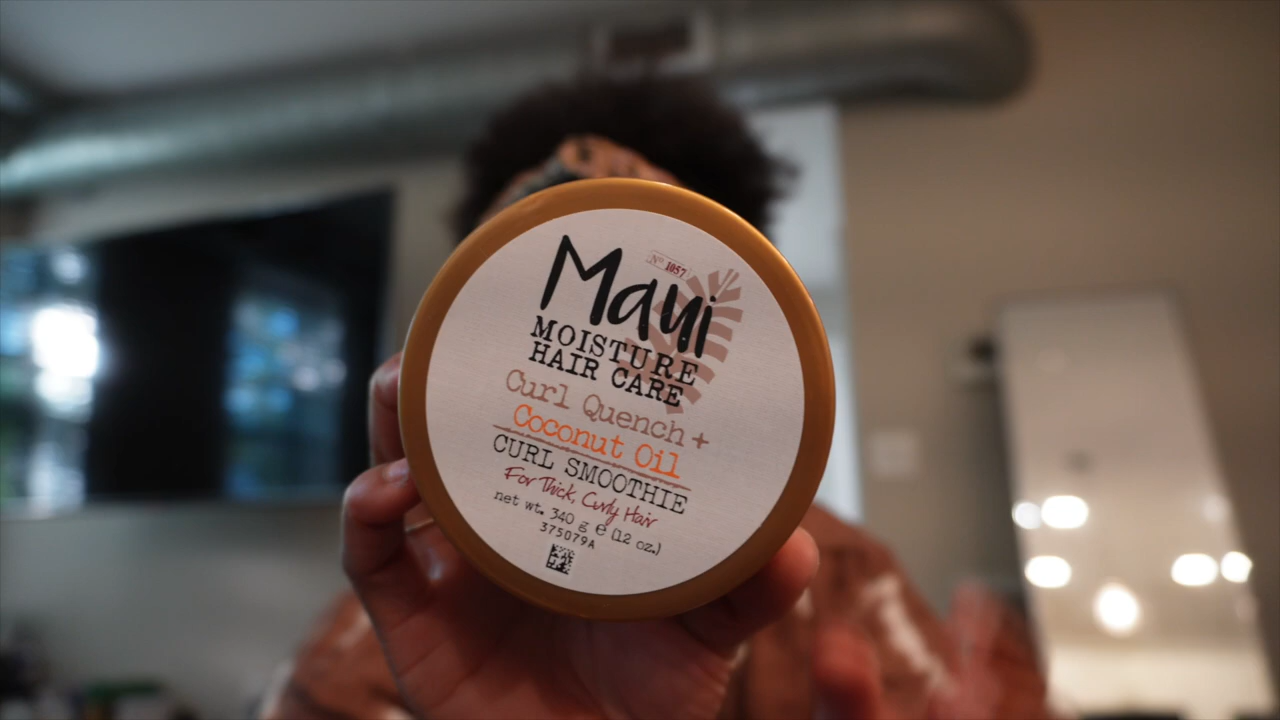 Nº 1057
Maui
MOISTURE
HAIR CARE
Curl Quench +
Coconut Oil
CURL SMOOTHIE
For Thick, Curly Hair
net wt. 340 g e (12 oz.)
375079A